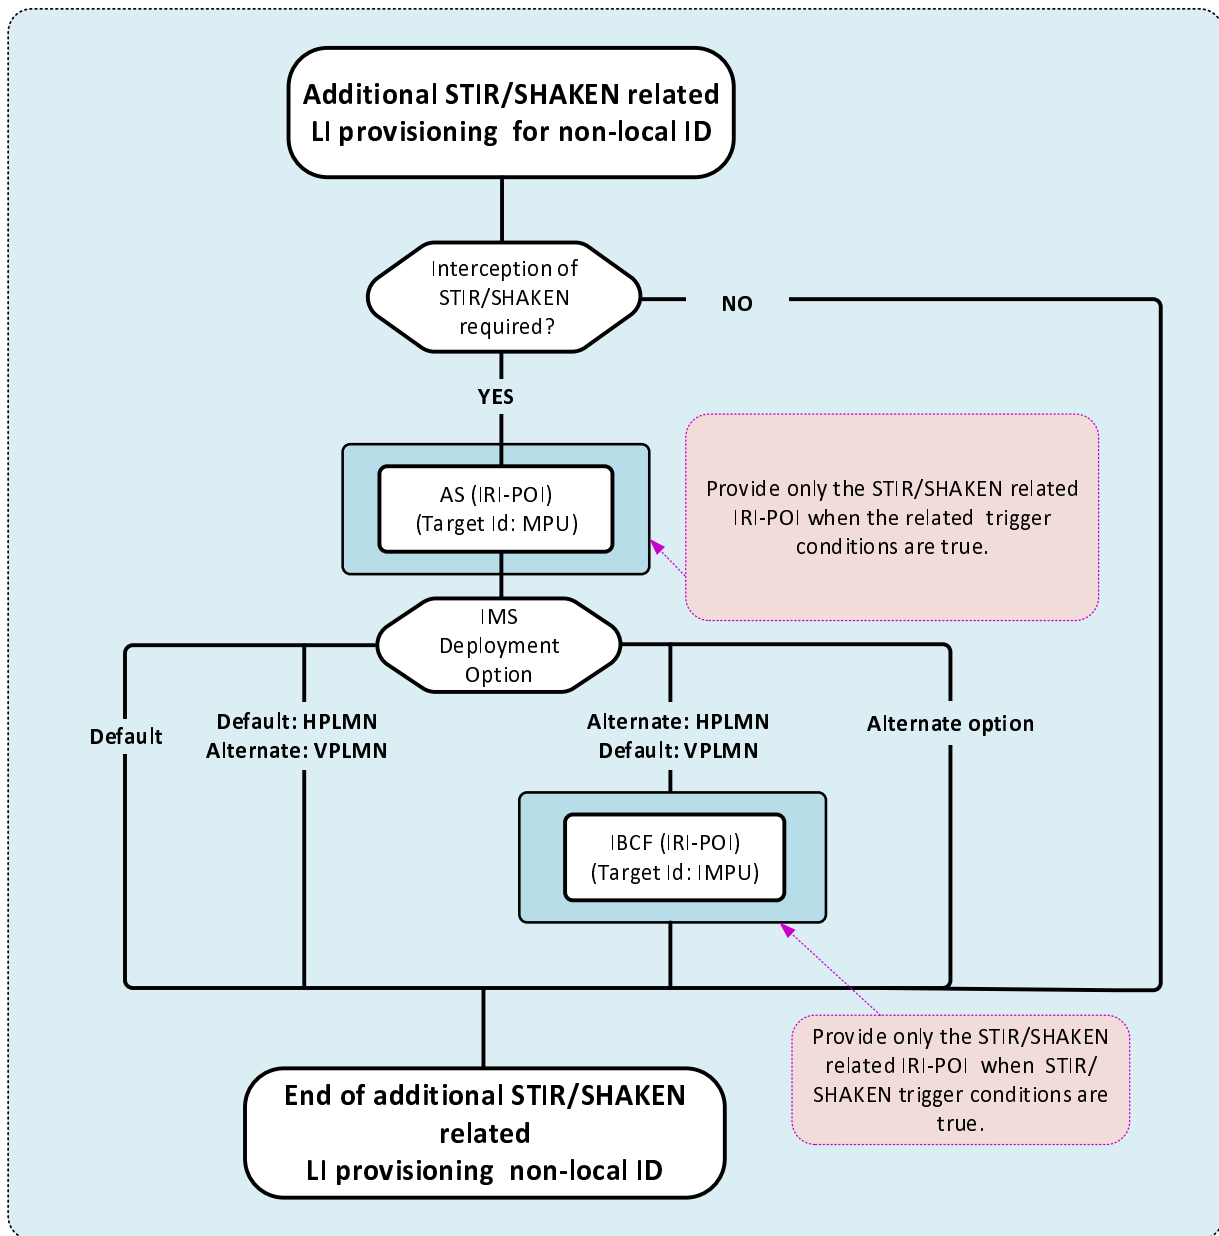 Additional STIR/SHAKEN related
LI provisioning for non-local ID
Interception of
STIR/SHAKEN
required?
NO
YES
AS (IRI-POI)
(Target Id: MPU)
Provide only the STIR/SHAKEN related
IRI-POI when the related trigger
conditions are true.
IMS
Deployment
Option
Default
Default: HPLMN
Alternate: VPLMN
Alternate: HPLMN
Default: VPLMN
Alternate option
IBCF (IRI-POI)
(Target Id: IMPU)
Provide only the STIR/SHAKEN
related IRI-POI when STIR/
SHAKEN trigger conditions are
true.
End of additional STIR/SHAKEN
related
LI provisioning non-local ID